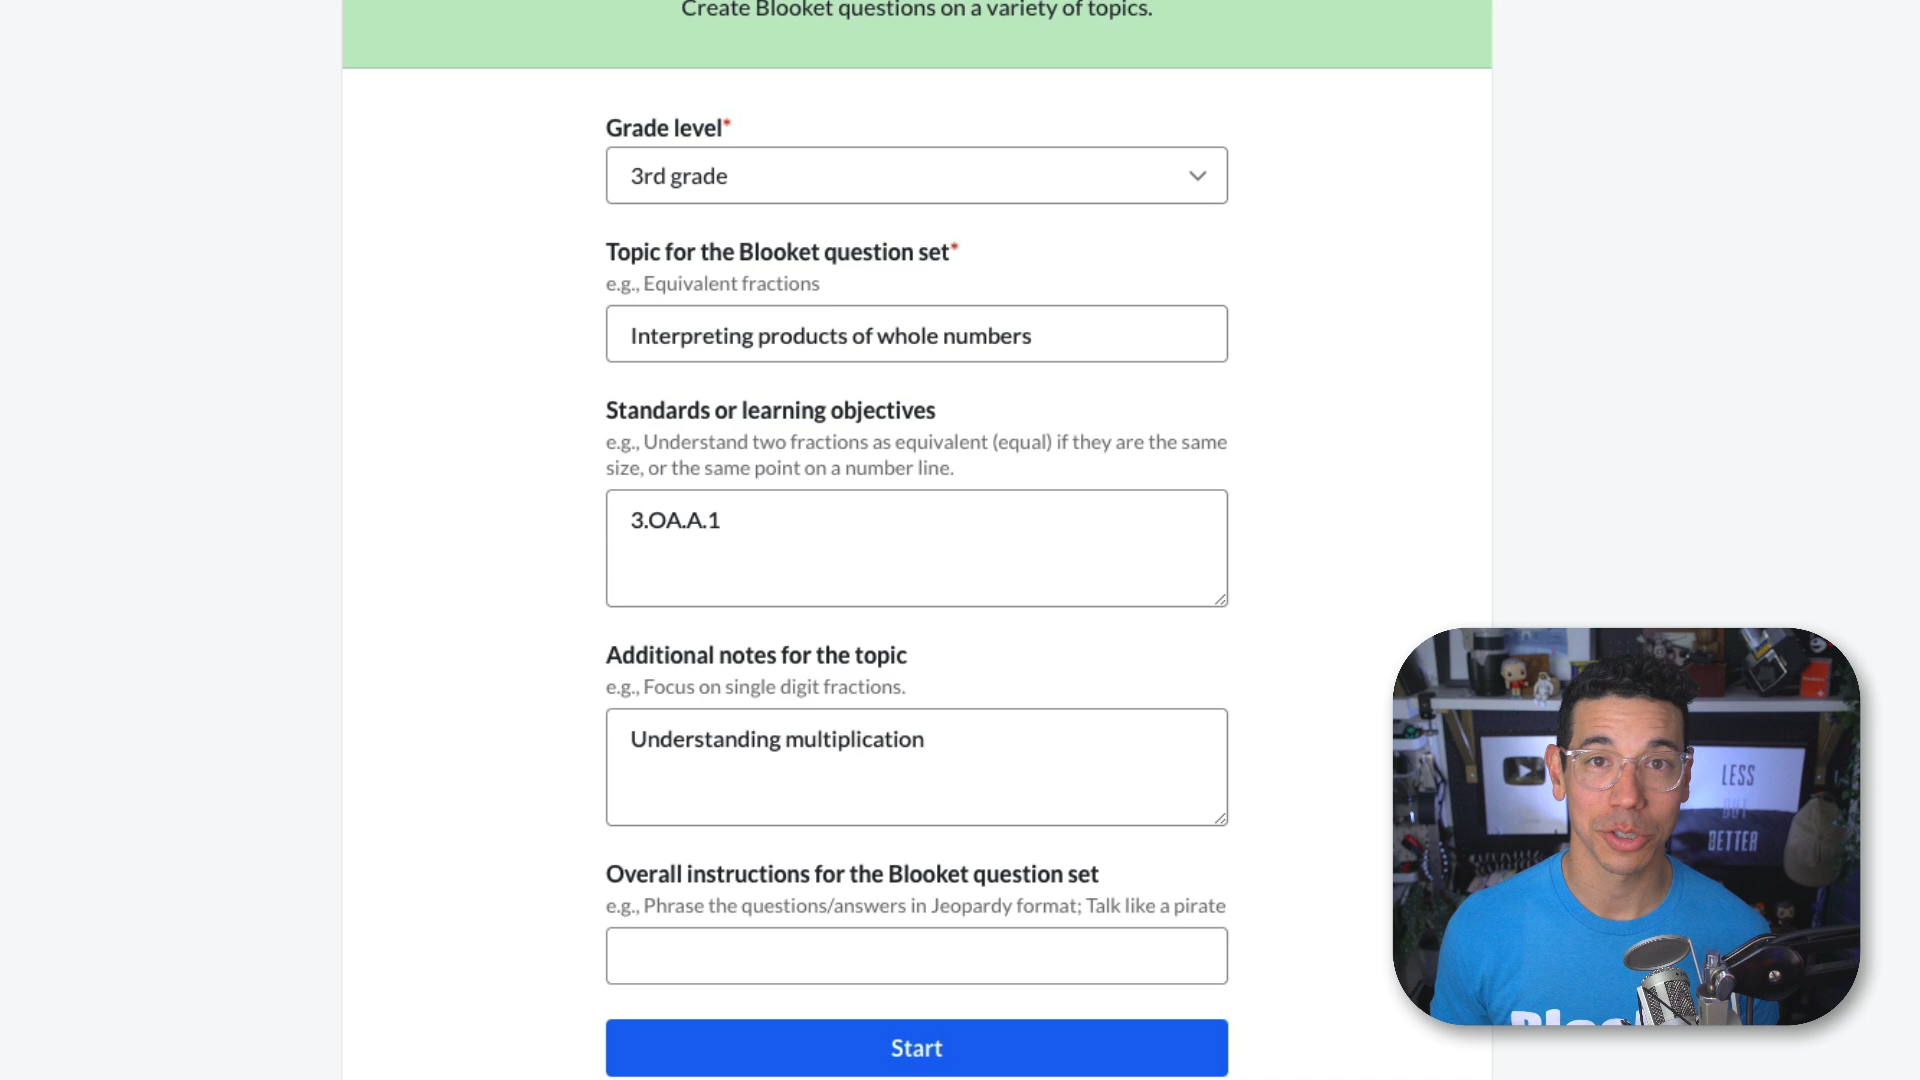 Create Blooket questions on a variety of topics.
Grade level*
3rd grade
Topic for the Blooket question set*
e.g., Equivalent fractions
Interpreting products of whole numbers
Standards or learning objectives
e.g., Understand two fractions as equivalent (equal) if they are the same
size, or the same point on a number line.
3.OA.A.1
Additional notes for the topic
e.g., Focus on single digit fractions.
Understanding multiplication
Overall instructions for the Blooket question set
e.g., Phrase the questions/answers in Jeopardy format; Talk like a pirate
Start
LESS
BUT
BETTER